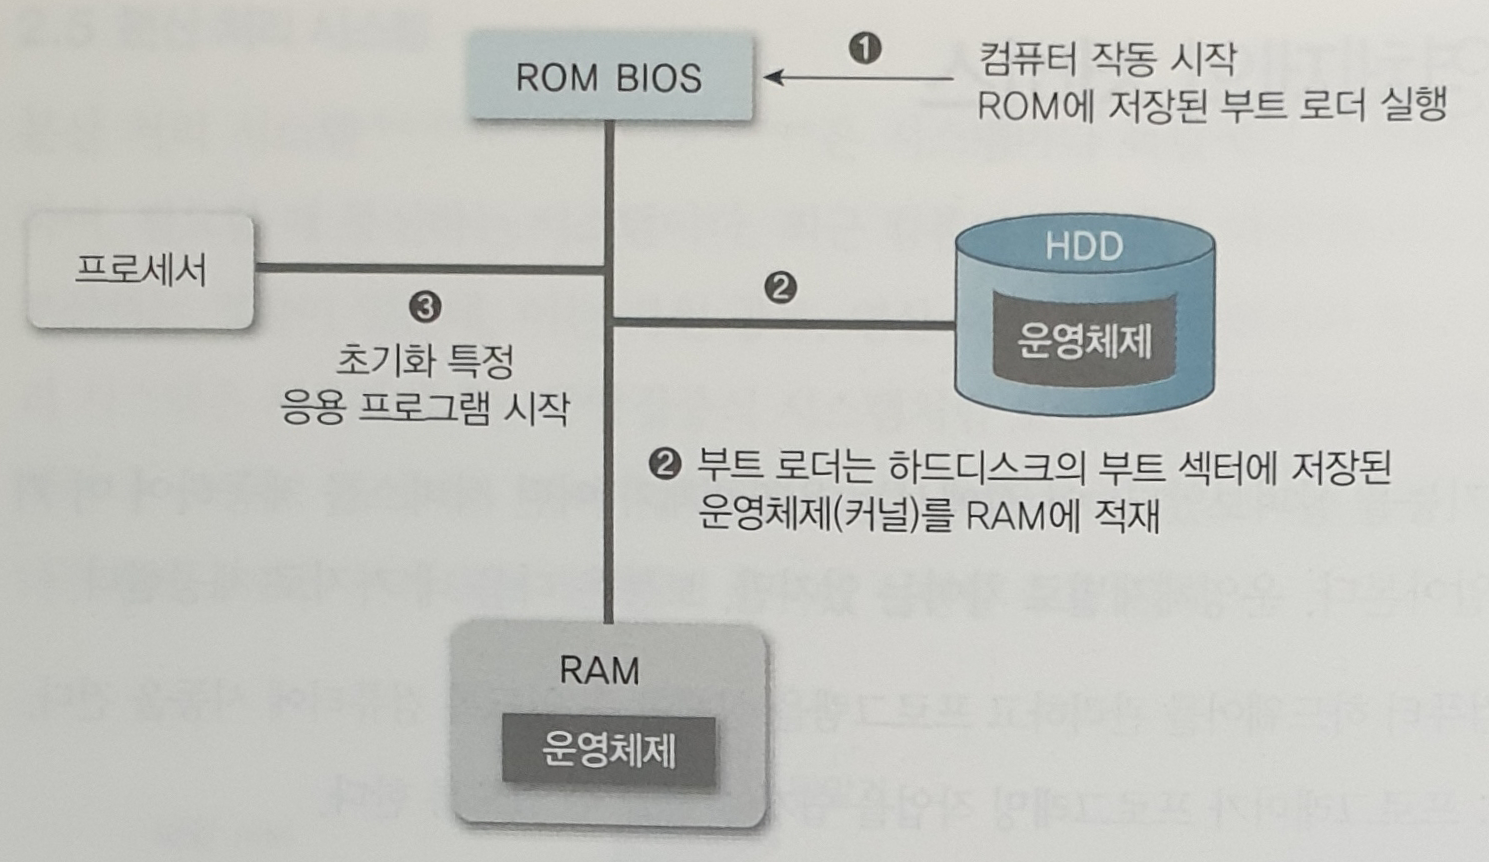 ROM BIOS
❶
컴퓨터 작동 시작
ROM에 저장된 부트 로더 실행
프로세서
❸
초기화 특정
응용 프로그램 시작
❷
HDD
운영체제
❷ 부트 로더는 하드디스크의 부트 섹터에 저장된
운영체제(커널)를 RAM에 적재
RAM
운영체제